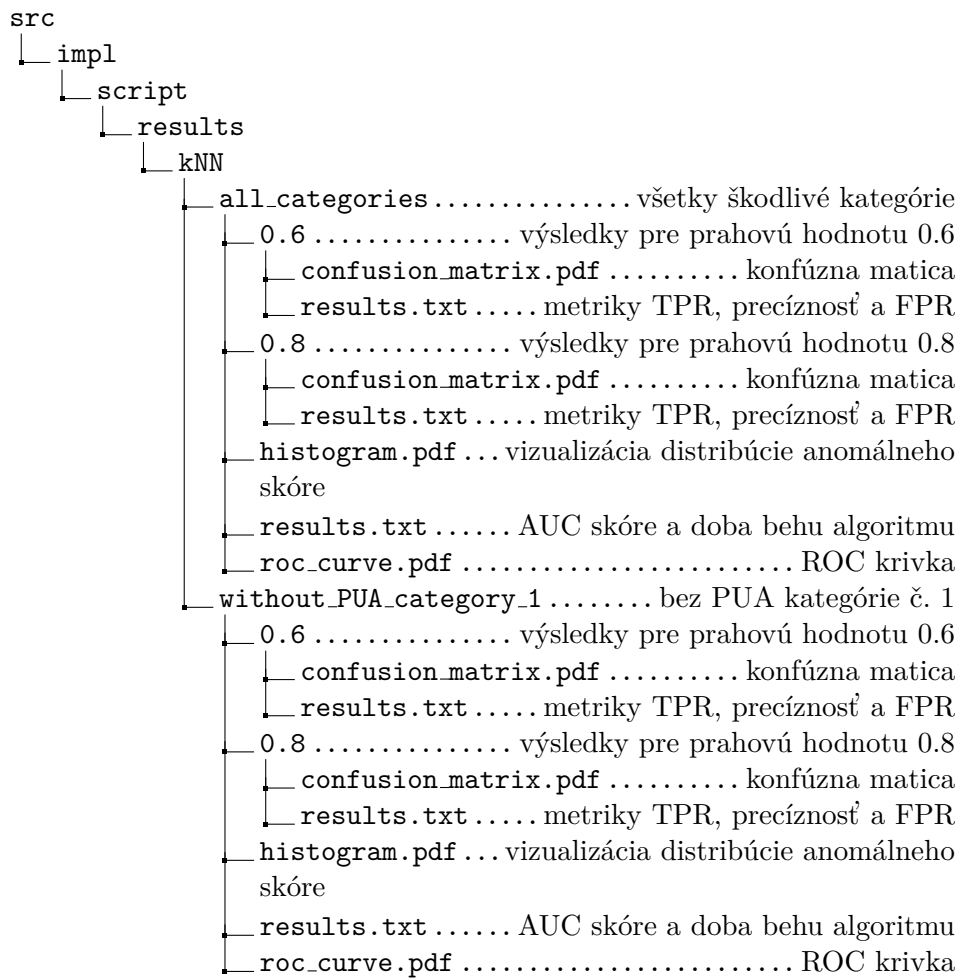 src
impl
script
results
kNN
all_categories............... všetky škodlivé kategórie
0.6............... výsledky pre prahovú hodnotu 0.6
confusion_matrix.pdf.......... konfúzna matica
results.txt..... metriky TPR, precíznosť a FPR
0.8............... výsledky pre prahovú hodnotu 0.8
confusion_matrix.pdf.......... konfúzna matica
results.txt..... metriky TPR, precíznosť a FPR
histogram.pdf... vizualizácia distribúcie anomálneho
skóre
results.txt...... AUC skóre a doba behu algoritmu
roc_curve.pdf......................... ROC krivka
without_PUA_category_1........ bez PUA kategórie č. 1
0.6............... výsledky pre prahovú hodnotu 0.6
confusion_matrix.pdf.......... konfúzna matica
results.txt..... metriky TPR, precíznosť a FPR
0.8............... výsledky pre prahovú hodnotu 0.8
confusion_matrix.pdf.......... konfúzna matica
results.txt..... metriky TPR, precíznosť a FPR
histogram.pdf... vizualizácia distribúcie anomálneho
skóre
results.txt...... AUC skóre a doba behu algoritmu
roc_curve.pdf......................... ROC krivka